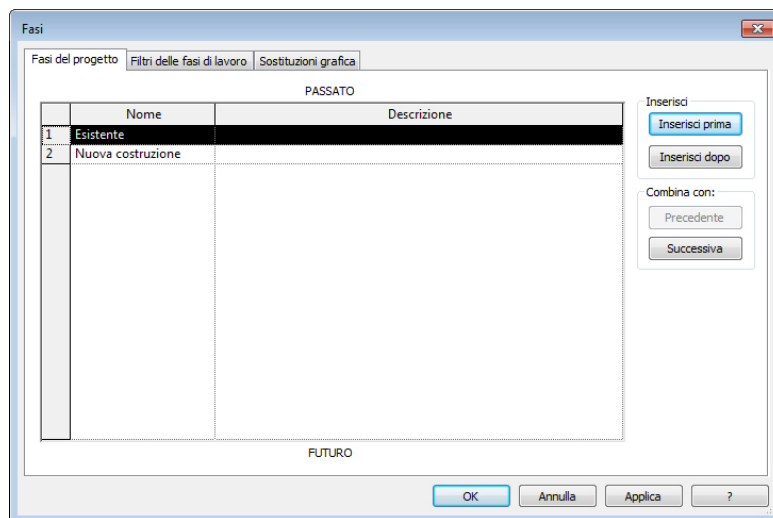 Fasi
Fasi del progetto Filtri delle fasi di lavoro Sostituzioni grafica
PASSATO
Nome Descrizione
1 Esistente
2 Nuova costruzione
FUTURO
Inserisci
Inserisci prima
Inserisci dopo
Combina con:
Precedente
Successiva
OK Annulla Applica ?